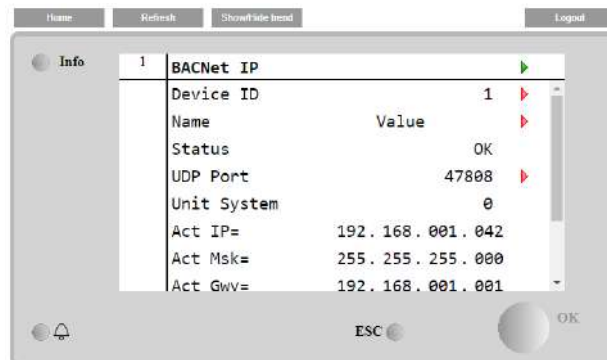 Home Refresh Show/Hide trend Logout
Info
1 BACNet IP
Device ID 1
Name Value
Status OK
UDP Port 47808
Unit System 0
Act IP= 192.168.001.042
Act Msk= 255.255.255.000
Act Gwy= 192.168.001.001
ESC OK